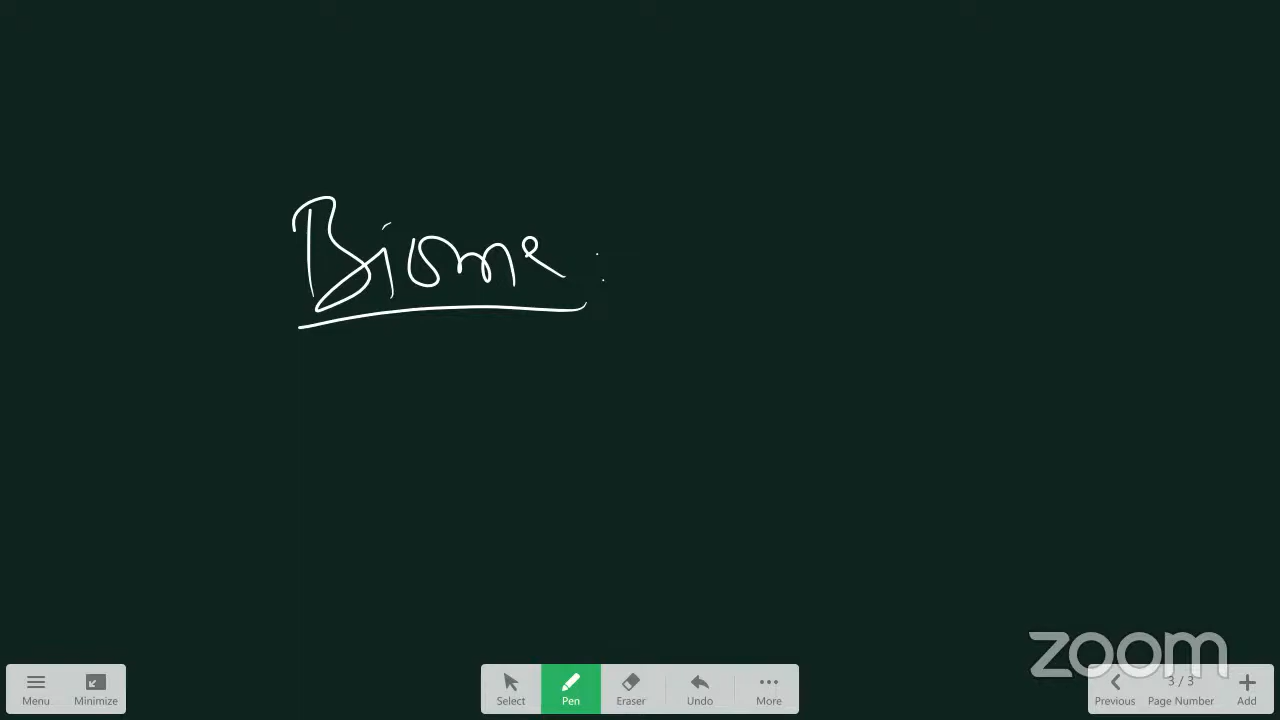 Biome :
zoom
Menu Minimize Select Pen Eraser Undo More Previous 3 / 3 Page Number Add